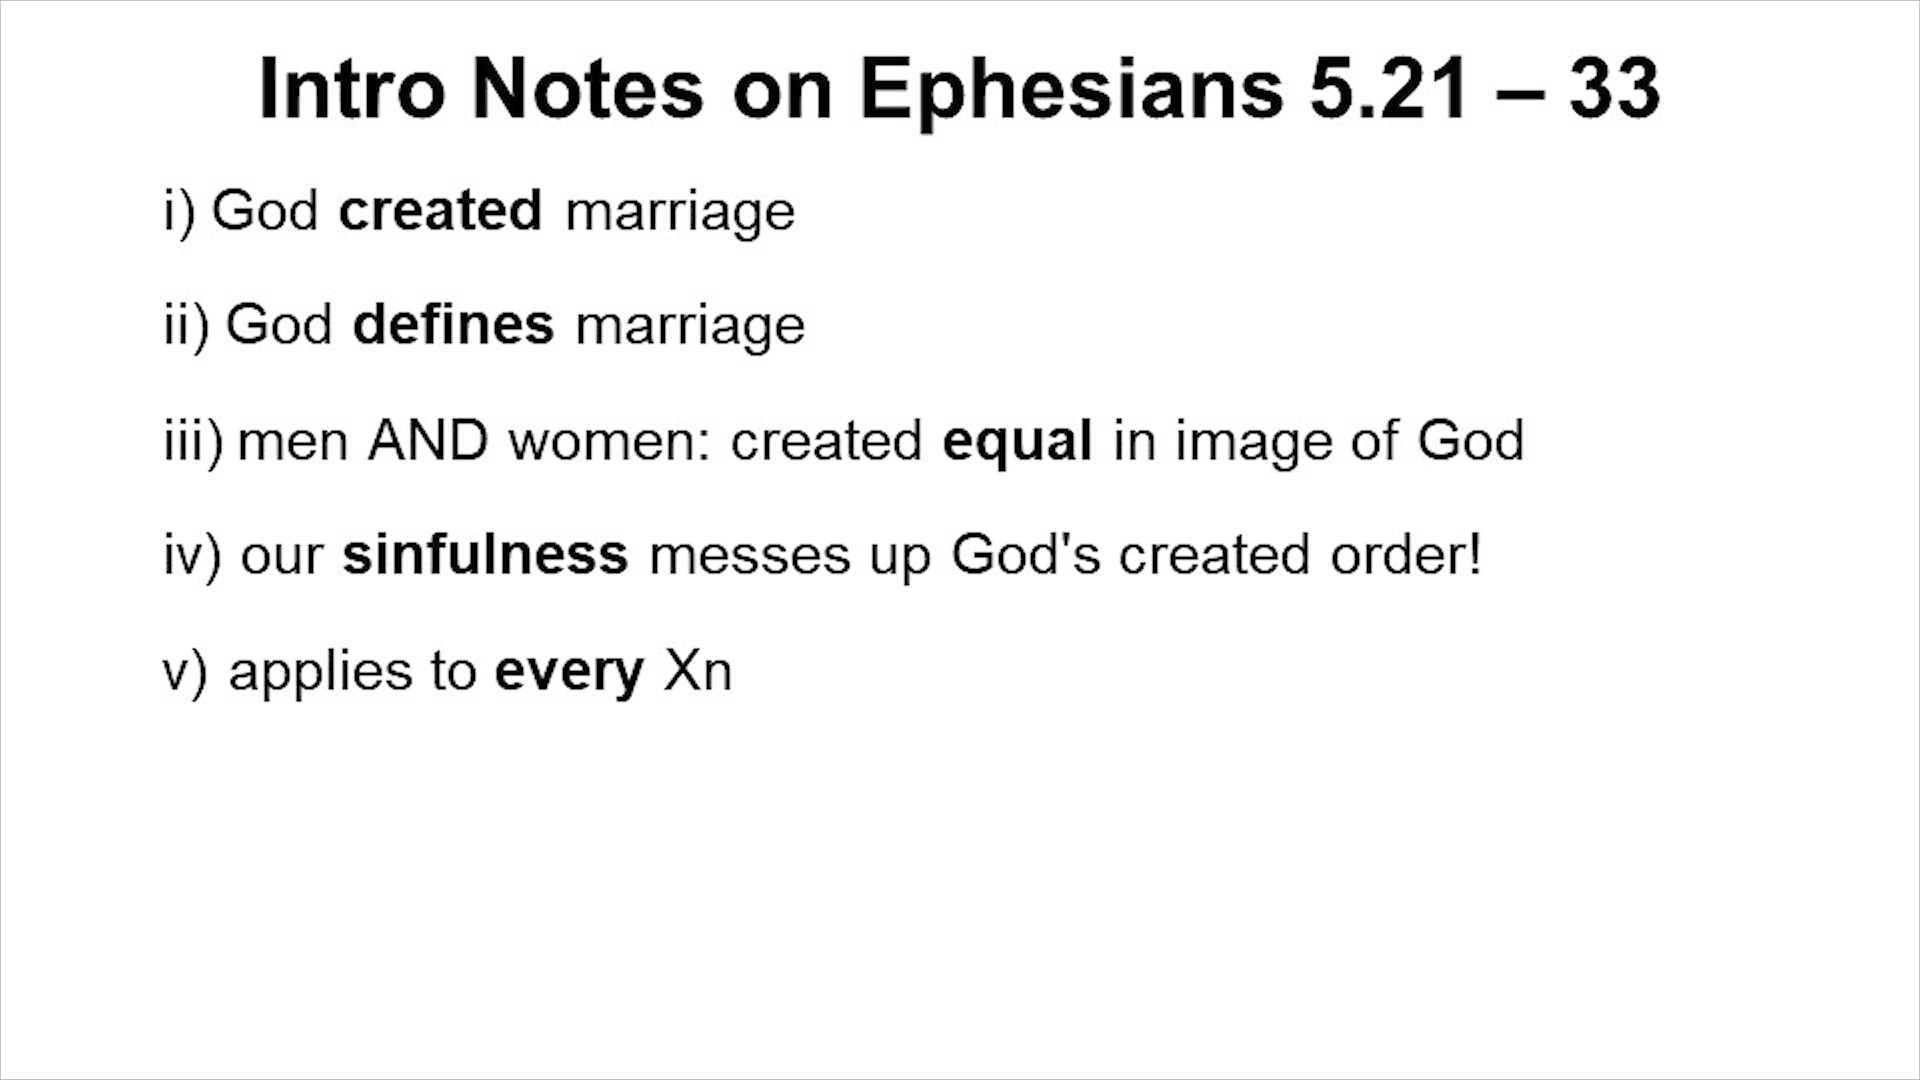 Intro Notes on Ephesians 5.21 – 33
i) God created marriage
ii) God defines marriage
iii) men AND women: created equal in image of God
iv) our sinfulness messes up God's created order!
v) applies to every Xn